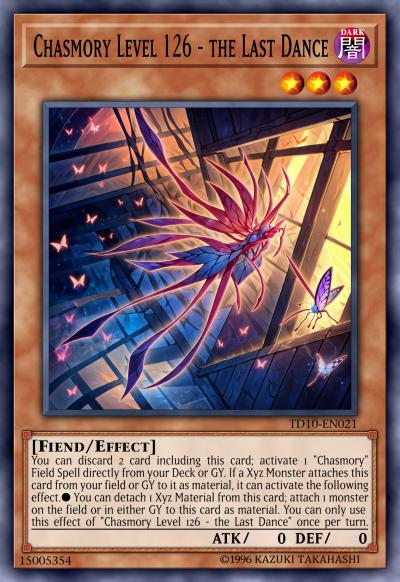 Chasmory Level 126 - the Last Dance
DARK
闇
TD10-EN021
[Fiend/Effect]
You can discard 2 card including this card; activate 1 "Chasmory"
Field Spell directly from your Deck or GY. If a Xyz Monster attaches this
card from your field or GY to it as material, it can activate the following
effect.● You can detach 1 Xyz Material from this card; attach 1 monster
on the field or in either GY to this card as material. You can only use
this effect of "Chasmory Level 126 - the Last Dance" once per turn.
ATK/ 0 DEF/ 0
15005354 ©1996 KAZUKI TAKAHASHI